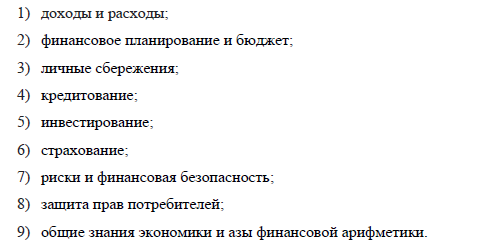 1) доходы и расходы;
2) финансовое планирование и бюджет;
3) личные сбережения;
4) кредитование;
5) инвестирование;
6) страхование;
7) риски и финансовая безопасность;
8) защита прав потребителей;
9) общие знания экономики и азы финансовой арифметики.